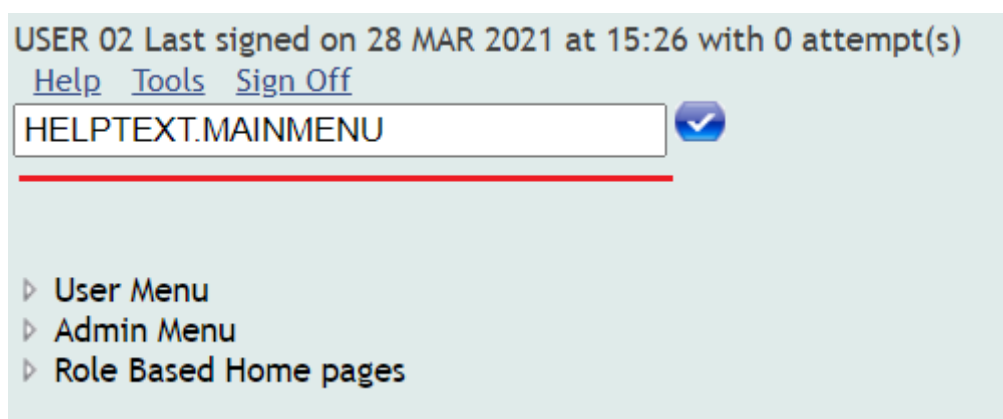 USER 02 Last signed on 28 MAR 2021 at 15:26 with 0 attempt(s)
Help Tools Sign Off
HELPTEXT.MAINMENU
User Menu
Admin Menu
Role Based Home pages